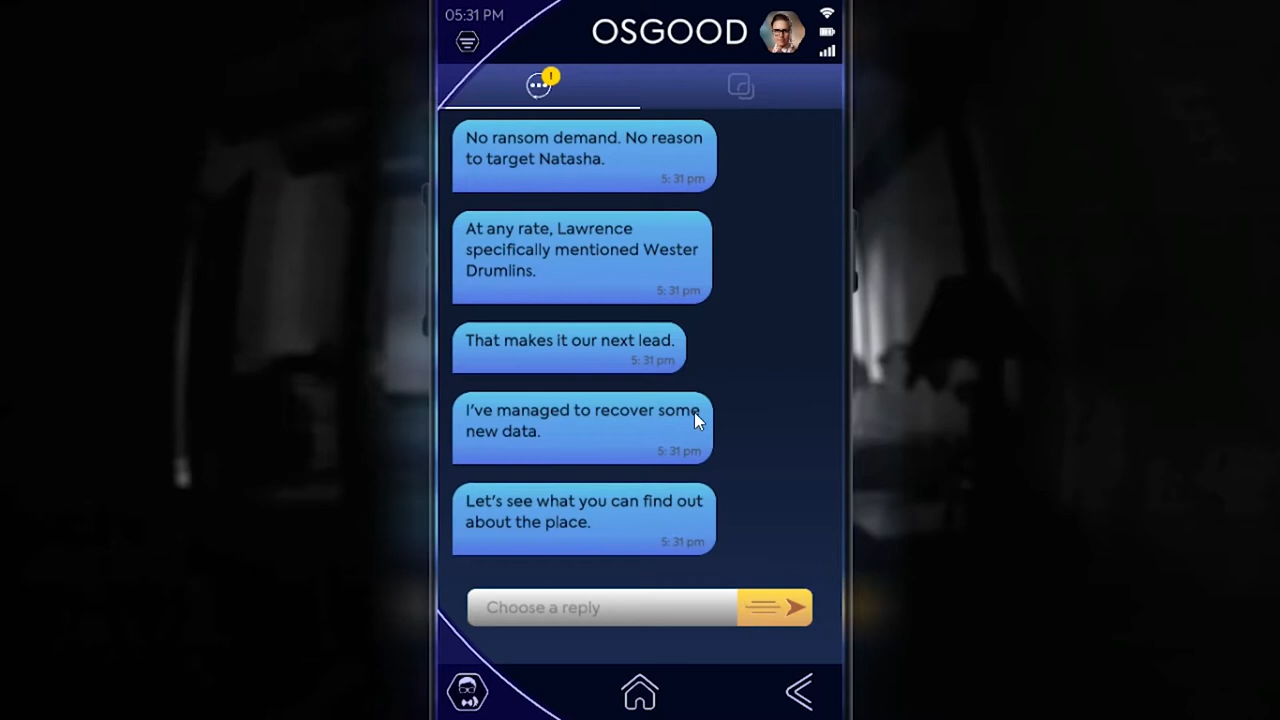 05:31 PM
OSGOOD
!
No ransom demand. No reason
to target Natasha.
5: 31 pm
At any rate, Lawrence
specifically mentioned Wester
Drumlins.
5: 31 pm
That makes it our next lead.
5: 31 pm
I've managed to recover some
new data.
5: 31 pm
Let's see what you can find out
about the place.
5: 31 pm
Choose a reply